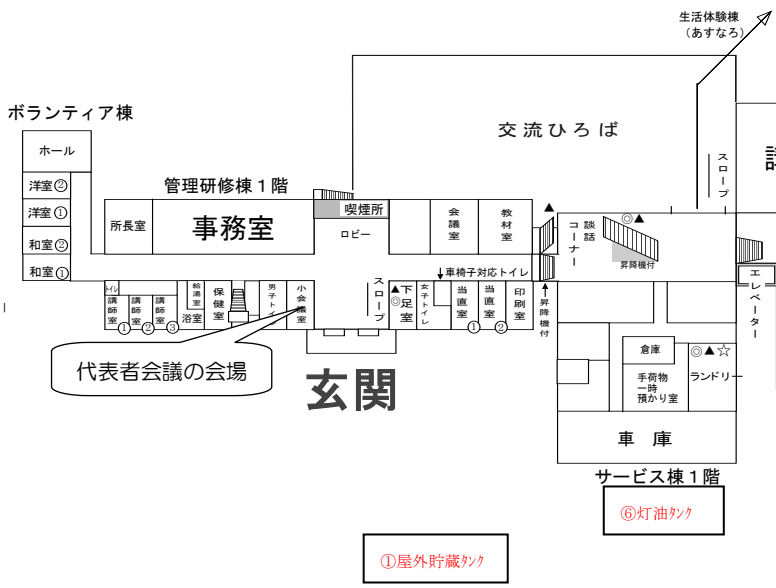 生活体験棟
（あすなろ）
ボランティア棟
交流ひろば
ホール
スロープ
洋室②
管理研修棟１階
洋室①
所長室
事務室
喫煙所
ロビー
会議室
教材室
▲
談話コーナー
◎▲
昇降機付
和室②
和室①
エレベーター
↓車椅子対応トイレ
トイレ
講師室①
講師室②
講師室③
給湯室
浴室
保健室
男子トイレ
小会議室
スロープ
▲◎
下足室
女子トイレ
当直室①
当直室②
印刷室
↑昇降機付
代表者会議の会場
玄関
倉庫
◎▲☆
手荷物
一時
預かり室
ランドリー
車庫
サービス棟１階
⑥灯油タンク
①屋外貯蔵タンク